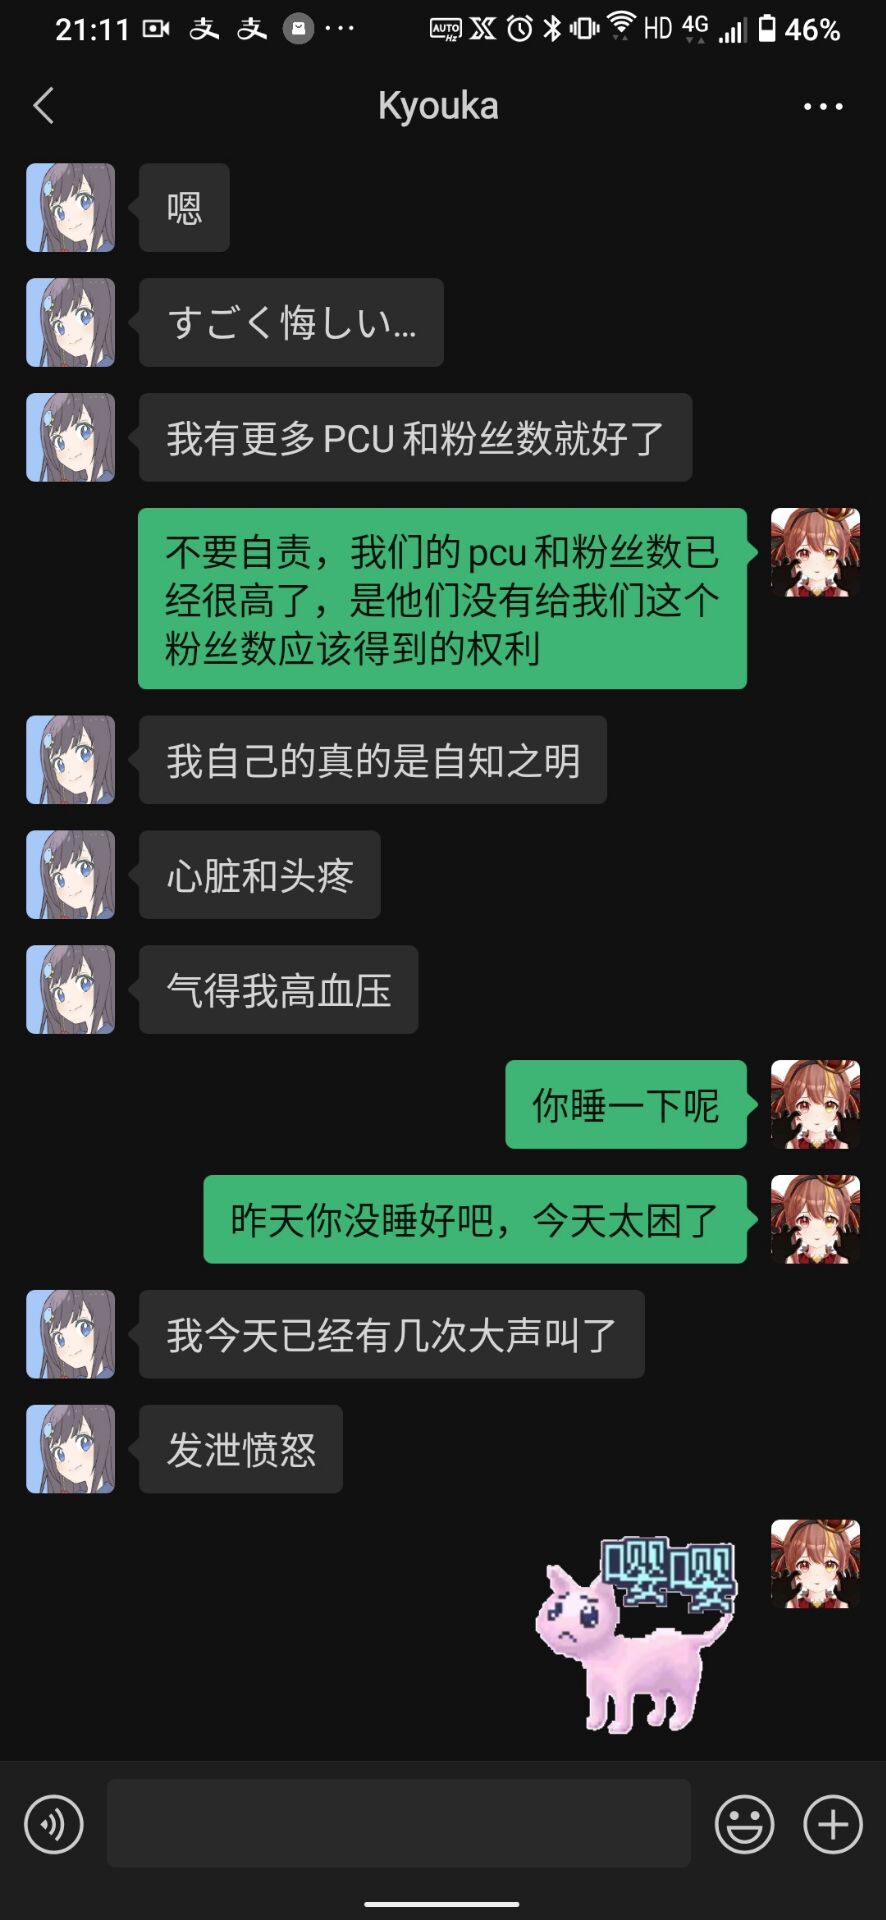 21:11 支 支 ··· AUTO Hz HD 4G 46%
Kyouka
嗯
すごく悔しい…
我有更多PCU和粉丝数就好了
不要自责，我们的pcu和粉丝数已
经很高了，是他们没有给我们这个
粉丝数应该得到的权利
我自己的真的是自知之明
心脏和头疼
气得我高血压
你睡一下呢
昨天你没睡好吧，今天太困了
我今天已经有几次大声叫了
发泄愤怒
嘤嘤